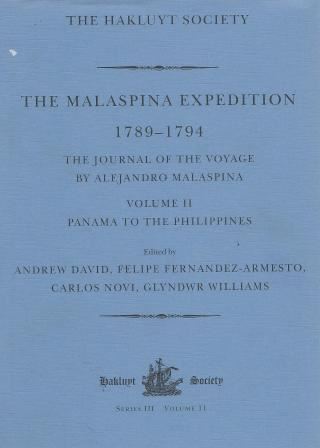 THE HAKLUYT SOCIETY
THE MALASPINA EXPEDITION
1789–1794
THE JOURNAL OF THE VOYAGE
BY ALEJANDRO MALASPINA
VOLUME II
PANAMA TO THE PHILIPPINES
Edited by
ANDREW DAVID, FELIPE FERNANDEZ-ARMESTO,
CARLOS NOVI, GLYNDWR WILLIAMS
Hakluyt Society
SERIES III VOLUME 11